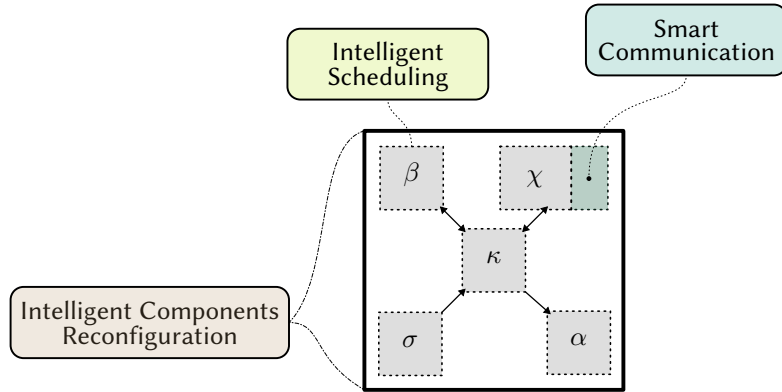 Smart
Communication
Intelligent
Scheduling
β
χ
κ
Intelligent Components
Reconfiguration
σ
α